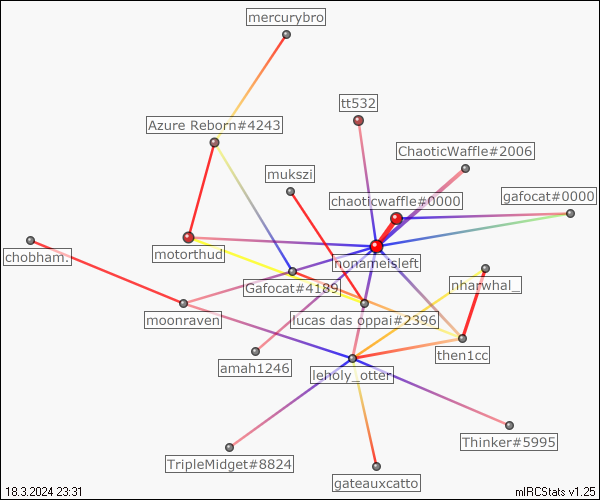 mercurybro
tt532
Azure Reborn#4243
ChaoticWaffle#2006
mukszi
chaoticwaffle#0000
gafocat#0000
motorthud
nonameisleft
chobham.
Gafocat#4189
nharwhal_
moonraven
lucas das oppai#2396
then1cc
amah1246
leholy_otter
Thinker#5995
TripleMidget#8824
gateauxcatto
18.3.2024 23:31
mIRCStats v1.25